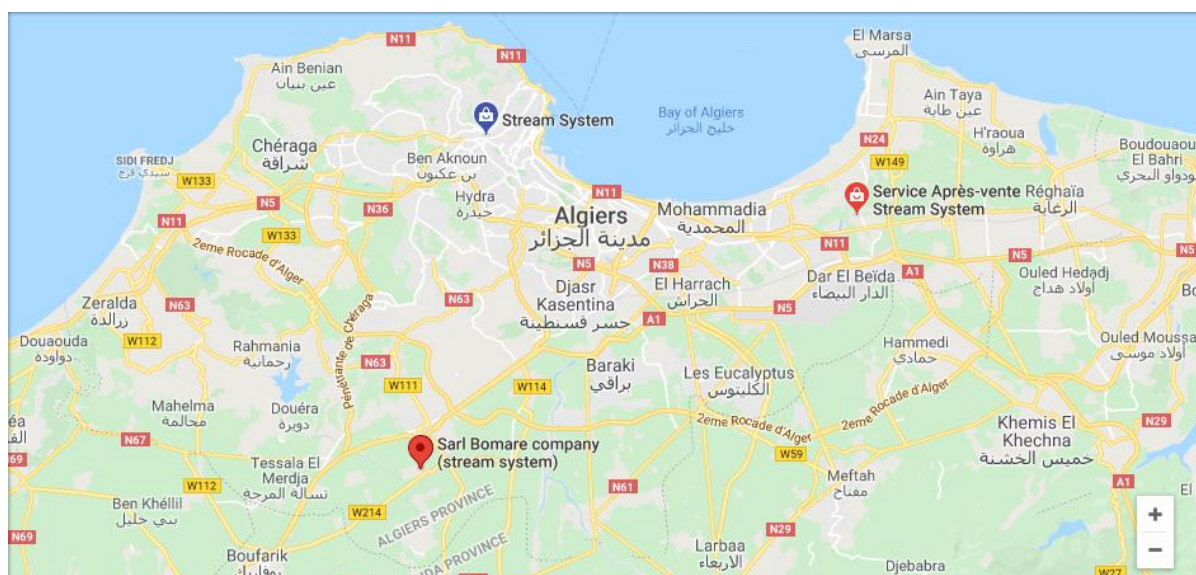 N11
El Marsa
المرسى
Ain Benian
عين بنيان
N11
Ain Taya
عين طاية
Stream System
Bay of Algiers
خليج الجزائر
H'raoua
هراوة
Chéraga
شراقة
N24
Boudouaou
El Bahri
بودواو البحري
SIDI FREDJ
سيدي فرج
Ben Aknoun
بن عكنون
W149
W133
Hydra
حيدرة
N11
Service Après-vente
Stream System
Réghaïa
الرغاية
N5
N36
Algiers
مدينة الجزائر
Mohammadia
المحمدية
N11
W133
N11
N5
N5
2eme Rocade d'Alger
N5
N38
El Harrach
الحراش
Dar El Beïda
الدار البيضاء
A1
Ouled Hedadj
أولاد هداج
Zeralda
زرالدة
N63
N63
Djasr
Kasentina
جسر قسنطينة
A1
N5
Pénétrante de Chéraga
Douaouda
دواودة
W112
Rahmania
رحمانية
N63
Hammedi
حمادي
Ouled Moussa
أولاد موسى
Baraki
براقي
W111
W114
Les Eucalyptus
الكليتوس
2eme Rocade d'Alger
Mahelma
محالمة
Douéra
دويرة
2eme Rocade d'Alger
Khemis El
Khechna
خميس الخشنة
N29
N67
Sarl Bomare company
(stream system)
N69
Tessala El
Merdja
تسالة المرجة
W59
Meftah
مفتاح
W112
N61
A1
Ben Khéllil
بني خليل
W214
ALGIERS PROVINCE
N29
+
N69
Boufarik
بوفاريك
Larbaa
الأربعاء
−
Djebabra
W27